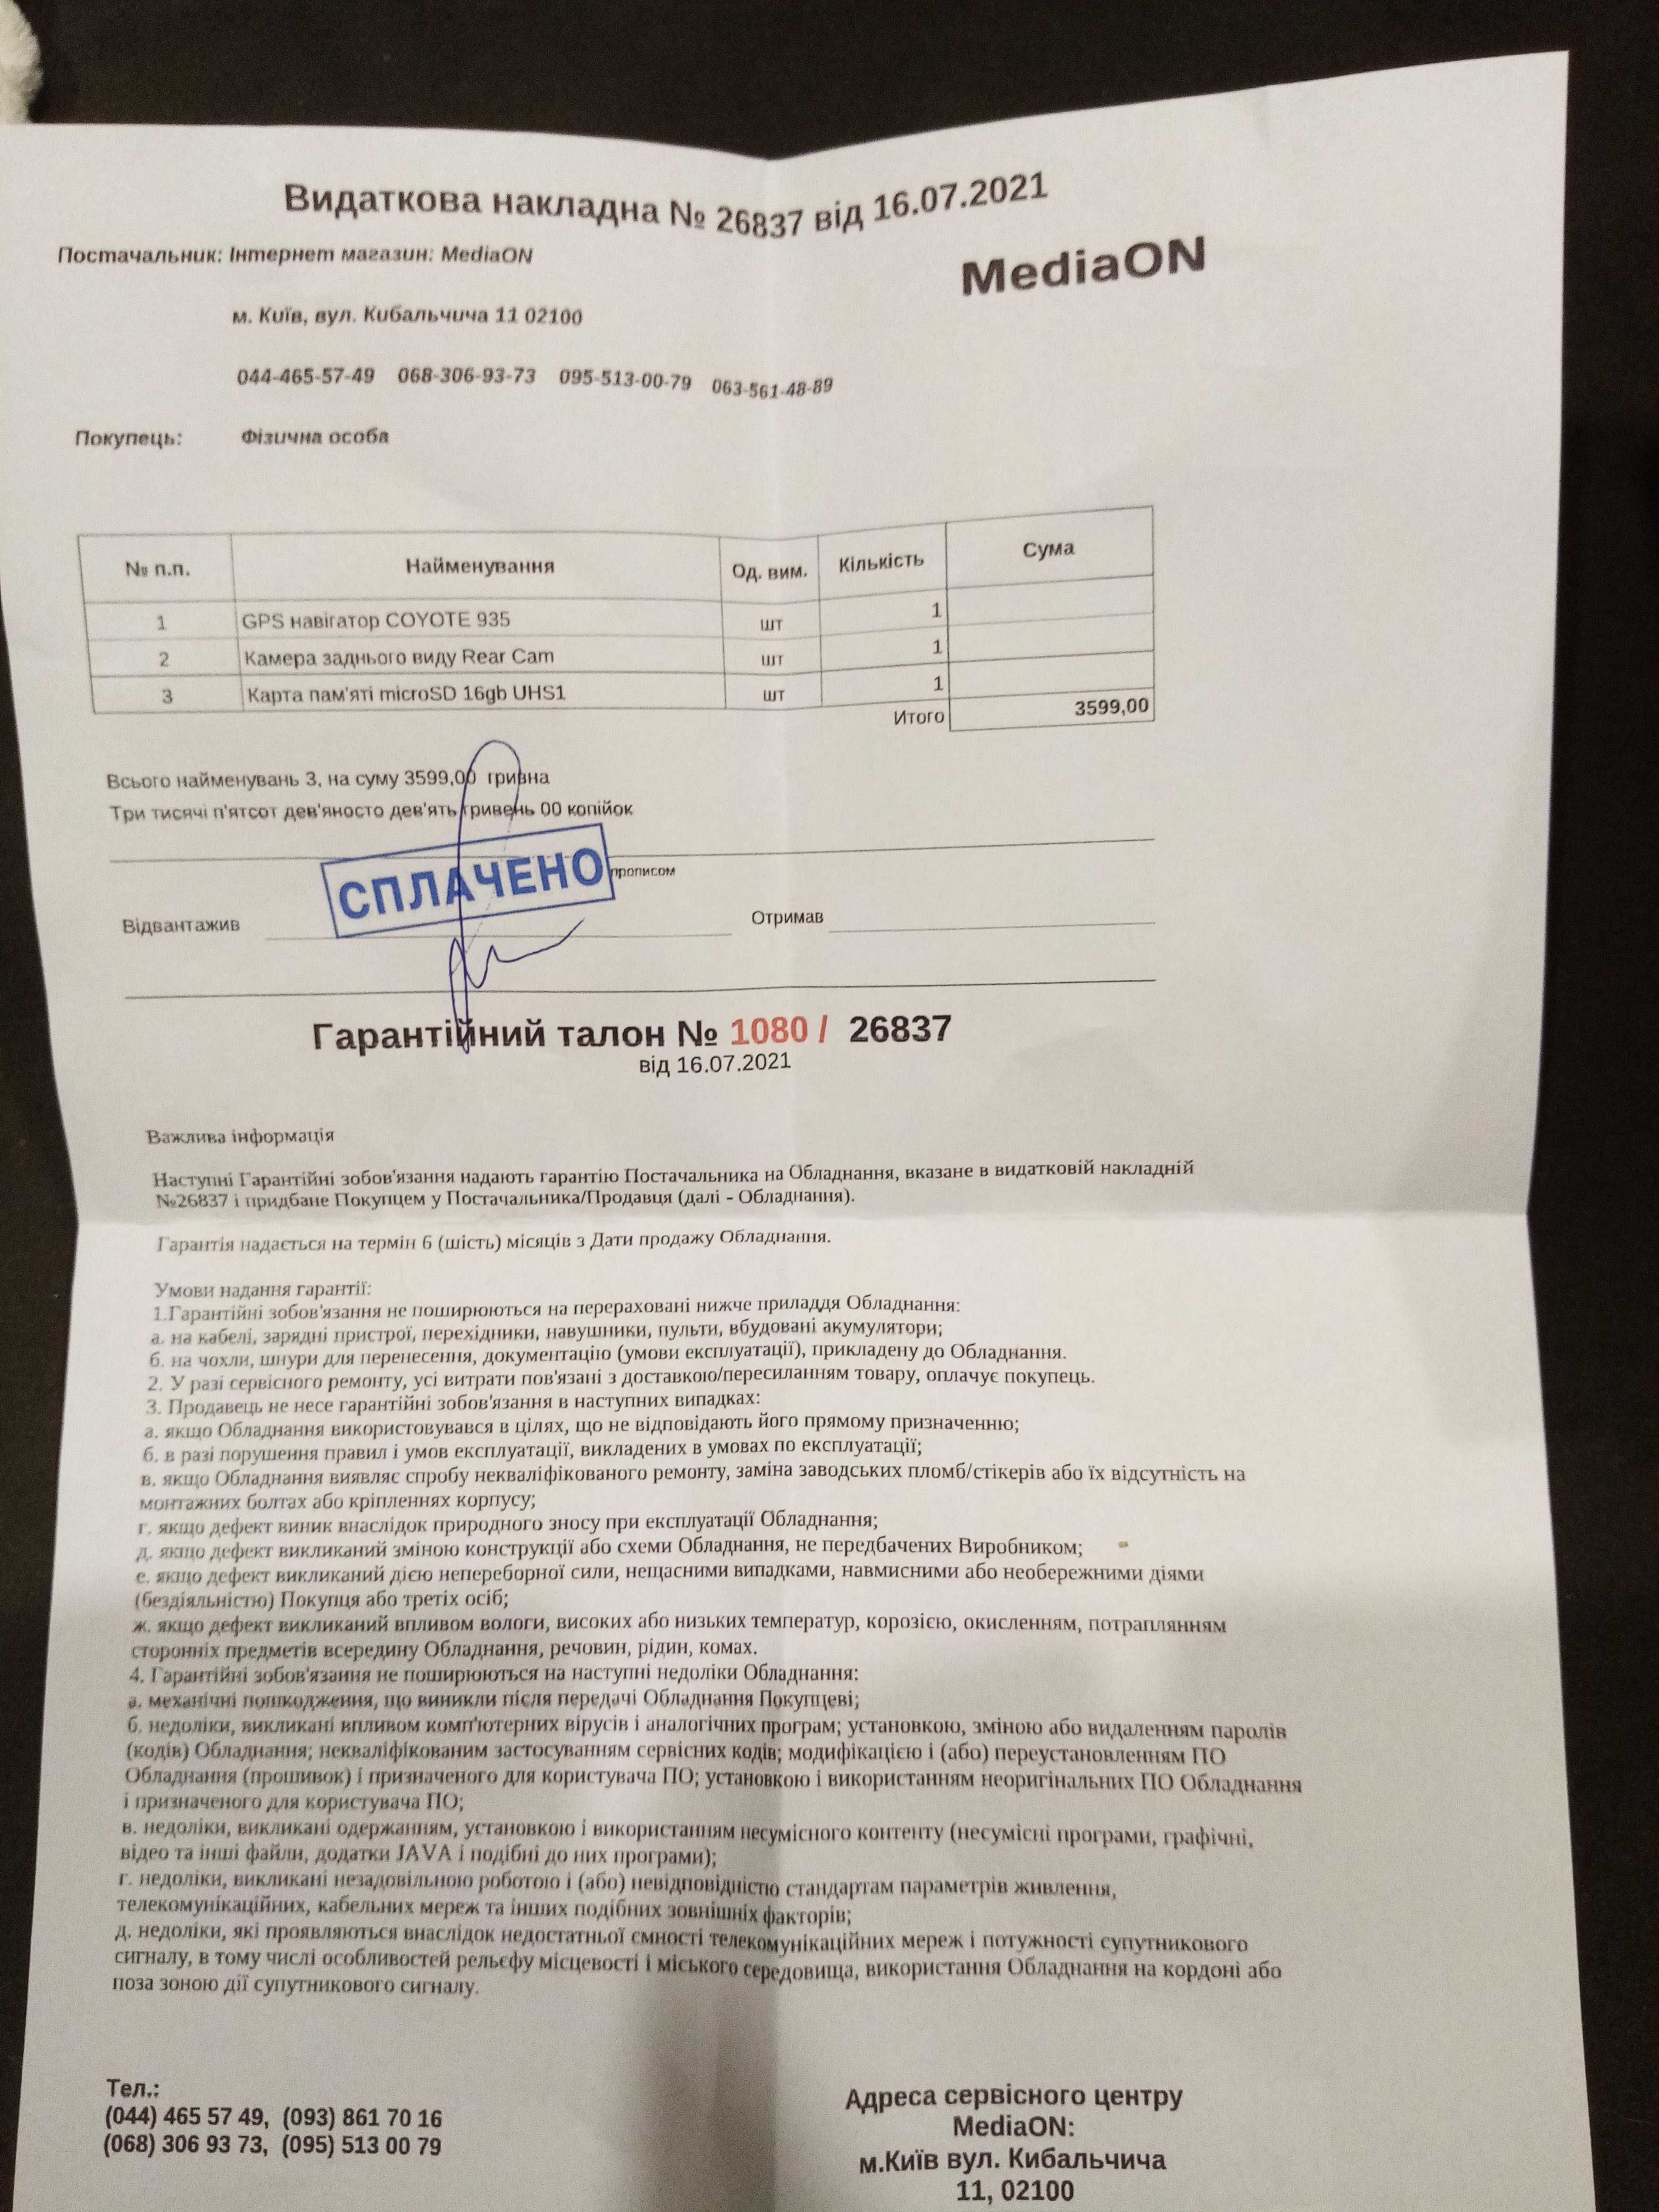 Видаткова накладна № 26837 від 16.07.2021
Постачальник: Інтернет магазин: MediaON
MediaON
м. Київ, вул. Кибальчича 11 02100
044-465-57-49 068-306-93-73 095-513-00-79 063-561-48-89
Покупець: Фізична особа
№ п.п. Найменування Од. вим. Кількість Сума
1 GPS навігатор COYOTE 935 шт 1
2 Камера заднього виду Rear Cam шт 1
3 Карта пам'яті microSD 16gb UHS1 шт 1
Итого 3599,00
Всього найменувань 3, на суму 3599,00 гривна
Три тисячі п'ятсот дев'яносто дев'ять гривень 00 копійок
СПЛАЧЕНО
прописом
Відвантажив Отримав
Гарантійний талон № 1080 / 26837
від 16.07.2021
Важлива інформація
Наступні Гарантійні зобов'язання надають гарантію Постачальника на Обладнання, вказане в видатковій накладній
№26837 і придбане Покупцем у Постачальника/Продавця (далі - Обладнання).
Гарантія надається на термін 6 (шість) місяців з Дати продажу Обладнання.
Умови надання гарантії:
1.Гарантійні зобов'язання не поширюються на перераховані нижче приладдя Обладнання:
а. на кабелі, зарядні пристрої, перехідники, навушники, пульти, вбудовані акумулятори;
б. на чохли, шнури для перенесення, документацію (умови експлуатації), прикладену до Обладнання.
2. У разі сервісного ремонту, усі витрати пов'язані з доставкою/пересиланням товару, оплачує покупець.
3. Продавець не несе гарантійні зобов'язання в наступних випадках:
а. якщо Обладнання використовувався в цілях, що не відповідають його прямому призначенню;
б. в разі порушення правил і умов експлуатації, викладених в умовах по експлуатації;
в. якщо Обладнання виявляє спробу некваліфікованого ремонту, заміна заводських пломб/стікерів або їх відсутність на
монтажних болтах або кріпленнях корпусу;
г. якщо дефект виник внаслідок природного зносу при експлуатації Обладнання;
д. якщо дефект викликаний зміною конструкції або схеми Обладнання, не передбачених Виробником;
е. якщо дефект викликаний дією непереборної сили, нещасними випадками, навмисними або необережними діями
(бездіяльністю) Покупця або третіх осіб;
ж. якщо дефект викликаний впливом вологи, високих або низьких температур, корозією, окисленням, потраплянням
сторонніх предметів всередину Обладнання, речовин, рідин, комах.
4. Гарантійні зобов'язання не поширюються на наступні недоліки Обладнання:
а. механічні пошкодження, що виникли після передачі Обладнання Покупцеві;
б. недоліки, викликані впливом комп'ютерних вірусів і аналогічних програм; установкою, зміною або видаленням паролів
(кодів) Обладнання; некваліфікованим застосуванням сервісних кодів; модифікацією і (або) переустановленням ПО
Обладнання (прошивок) і призначеного для користувача ПО; установкою і використанням неоригінальних ПО Обладнання
і призначеного для користувача ПО;
в. недоліки, викликані одержанням, установкою і використанням несумісного контенту (несумісні програми, графічні,
відео та інші файли, додатки JAVA і подібні до них програми);
г. недоліки, викликані незадовільною роботою і (або) невідповідністю стандартам параметрів живлення,
телекомунікаційних, кабельних мереж та інших подібних зовнішніх факторів;
д. недоліки, які проявляються внаслідок недостатньої ємності телекомунікаційних мереж і потужності супутникового
сигналу, в тому числі особливостей рельєфу місцевості і міського середовища, використання Обладнання на кордоні або
поза зоною дії супутникового сигналу.
Тел.:
(044) 465 57 49, (093) 861 70 16
(068) 306 93 73, (095) 513 00 79
Адреса сервісного центру
MediaON:
м.Київ вул. Кибальчича
11, 02100